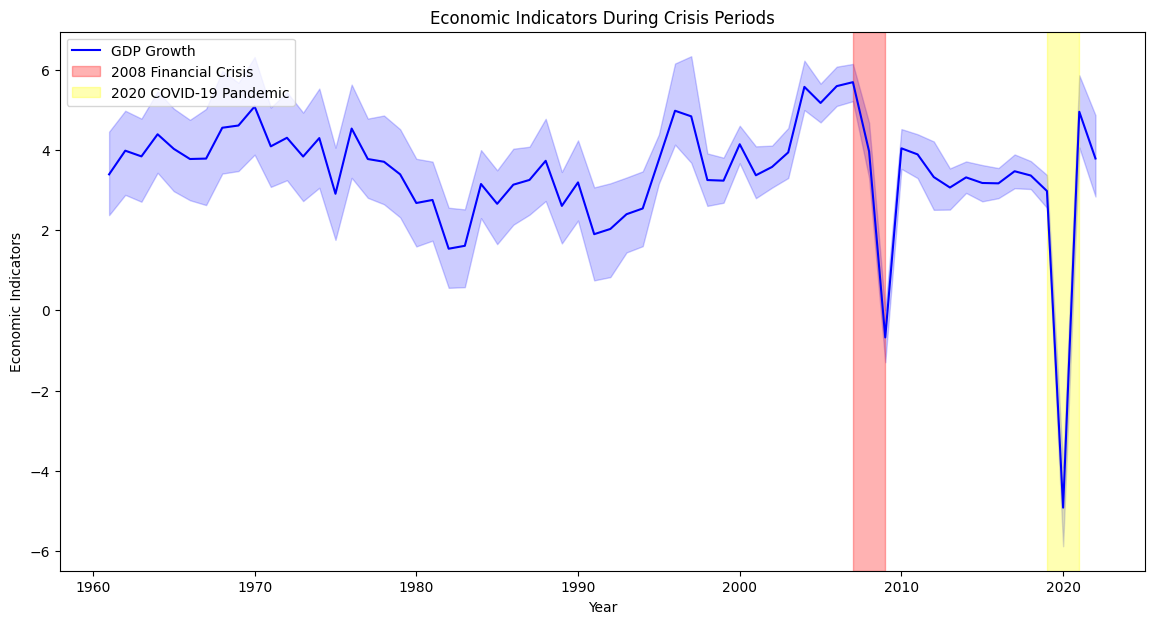 Economic Indicators During Crisis Periods
GDP Growth
2008 Financial Crisis
2020 COVID-19 Pandemic
Economic Indicators
6
4
2
0
−2
−4
−6
1960 1970 1980 1990 2000 2010 2020
Year